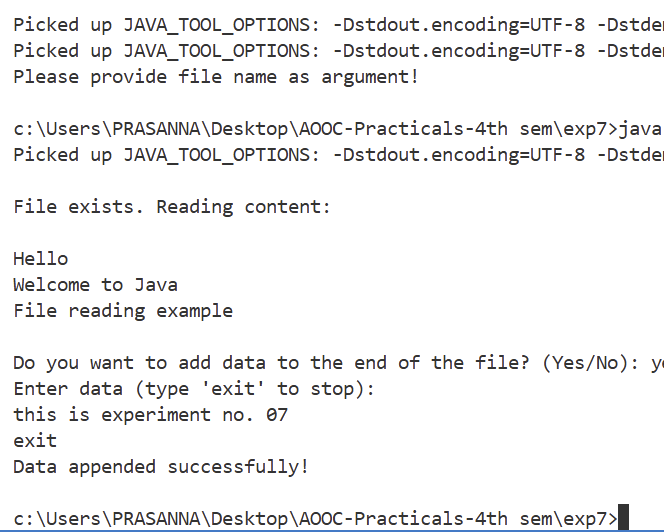 Picked up JAVA_TOOL_OPTIONS: -Dstdout.encoding=UTF-8 -Dstder
Picked up JAVA_TOOL_OPTIONS: -Dstdout.encoding=UTF-8 -Dstder
Please provide file name as argument!
c:\Users\PRASANNA\Desktop\AOOC-Practicals-4th sem\exp7>java
Picked up JAVA_TOOL_OPTIONS: -Dstdout.encoding=UTF-8 -Dstder
File exists. Reading content:
Hello
Welcome to Java
File reading example
Do you want to add data to the end of the file? (Yes/No): ye
Enter data (type 'exit' to stop):
this is experiment no. 07
exit
Data appended successfully!
c:\Users\PRASANNA\Desktop\AOOC-Practicals-4th sem\exp7>